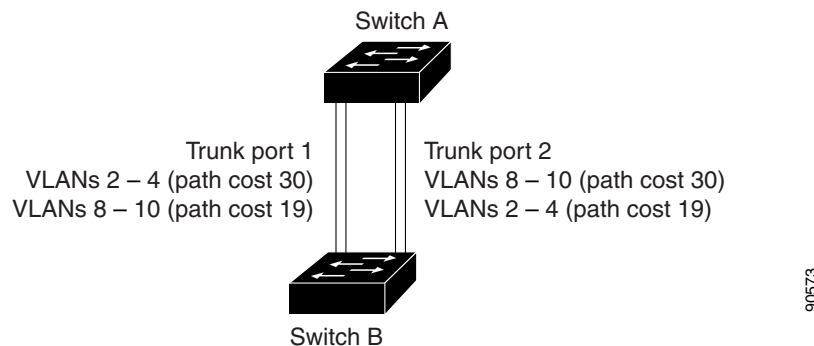 Switch A
Trunk port 1
VLANs 2 – 4 (path cost 30)
VLANs 8 – 10 (path cost 19)
Trunk port 2
VLANs 8 – 10 (path cost 30)
VLANs 2 – 4 (path cost 19)
90573
Switch B